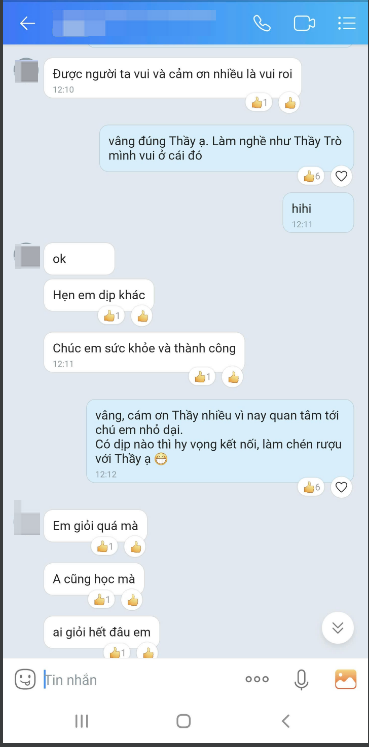 Được người ta vui và cảm ơn nhiều là vui roi
12:10
1
vâng đúng Thầy ạ. Làm nghề như Thầy Trò
mình vui ở cái đó
6
hihi
12:11
ok
Hẹn em dịp khác
1
Chúc em sức khỏe và thành công
12:11
1
vâng, cám ơn Thầy nhiều vì nay quan tâm tới
chú em nhỏ dại.
Có dịp nào thì hy vọng kết nối, làm chén rượu
với Thầy ạ 😁
12:12
6
Em giỏi quá mà
1
A cũng học mà
1
ai giỏi hết đâu em
1
Tin nhắn